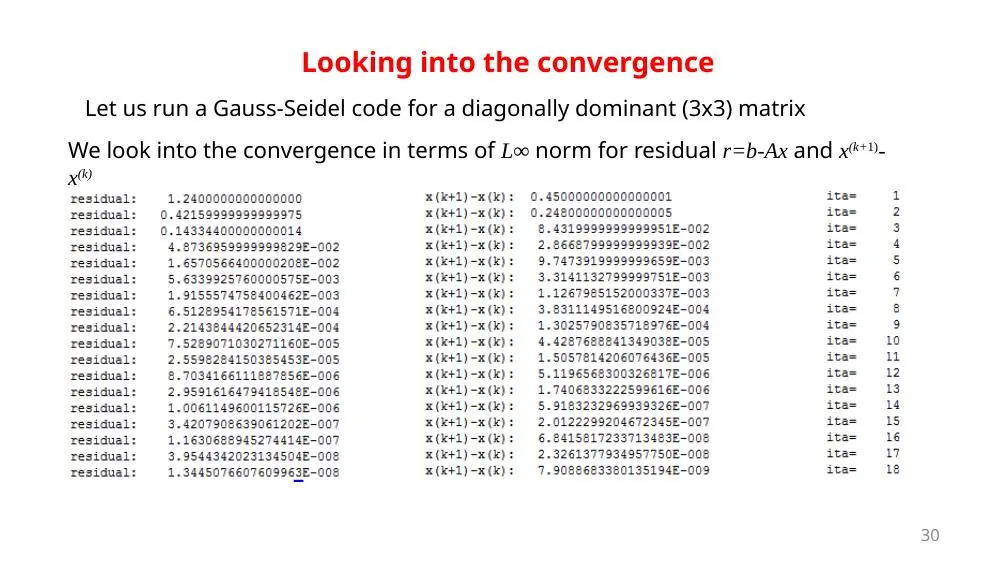 Looking into the convergence
Let us run a Gauss-Seidel code for a diagonally dominant (3x3) matrix
We look into the convergence in terms of L∞ norm for residual r=b-Ax and x(k+1)-
x(k)
residual: 1.2400000000000000 x(k+1)-x(k): 0.45000000000000001 ita= 1
residual: 0.42159999999999975 x(k+1)-x(k): 0.24800000000000005 ita= 2
residual: 0.14334400000000014 x(k+1)-x(k): 8.4319999999999951E-002 ita= 3
residual: 4.8736959999999829E-002 x(k+1)-x(k): 2.8668799999999939E-002 ita= 4
residual: 1.6570566400000208E-002 x(k+1)-x(k): 9.7473919999999659E-003 ita= 5
residual: 5.6339925760000575E-003 x(k+1)-x(k): 3.3141132799999751E-003 ita= 6
residual: 1.9155574758400462E-003 x(k+1)-x(k): 1.1267985152000337E-003 ita= 7
residual: 6.5128954178561571E-004 x(k+1)-x(k): 3.8311149516800924E-004 ita= 8
residual: 2.2143844420652314E-004 x(k+1)-x(k): 1.3025790835718976E-004 ita= 9
residual: 7.5289071030271160E-005 x(k+1)-x(k): 4.4287688841349038E-005 ita= 10
residual: 2.5598284150385453E-005 x(k+1)-x(k): 1.5057814206076436E-005 ita= 11
residual: 8.7034166111887856E-006 x(k+1)-x(k): 5.1196568300326817E-006 ita= 12
residual: 2.9591616479418548E-006 x(k+1)-x(k): 1.7406833222599616E-006 ita= 13
residual: 1.0061149600115726E-006 x(k+1)-x(k): 5.9183232969939326E-007 ita= 14
residual: 3.4207908639061202E-007 x(k+1)-x(k): 2.0122299204672345E-007 ita= 15
residual: 1.1630688945274414E-007 x(k+1)-x(k): 6.8415817233713483E-008 ita= 16
residual: 3.9544342023134504E-008 x(k+1)-x(k): 2.3261377934957750E-008 ita= 17
residual: 1.3445076607609963E-008 x(k+1)-x(k): 7.9088683380135194E-009 ita= 18
30